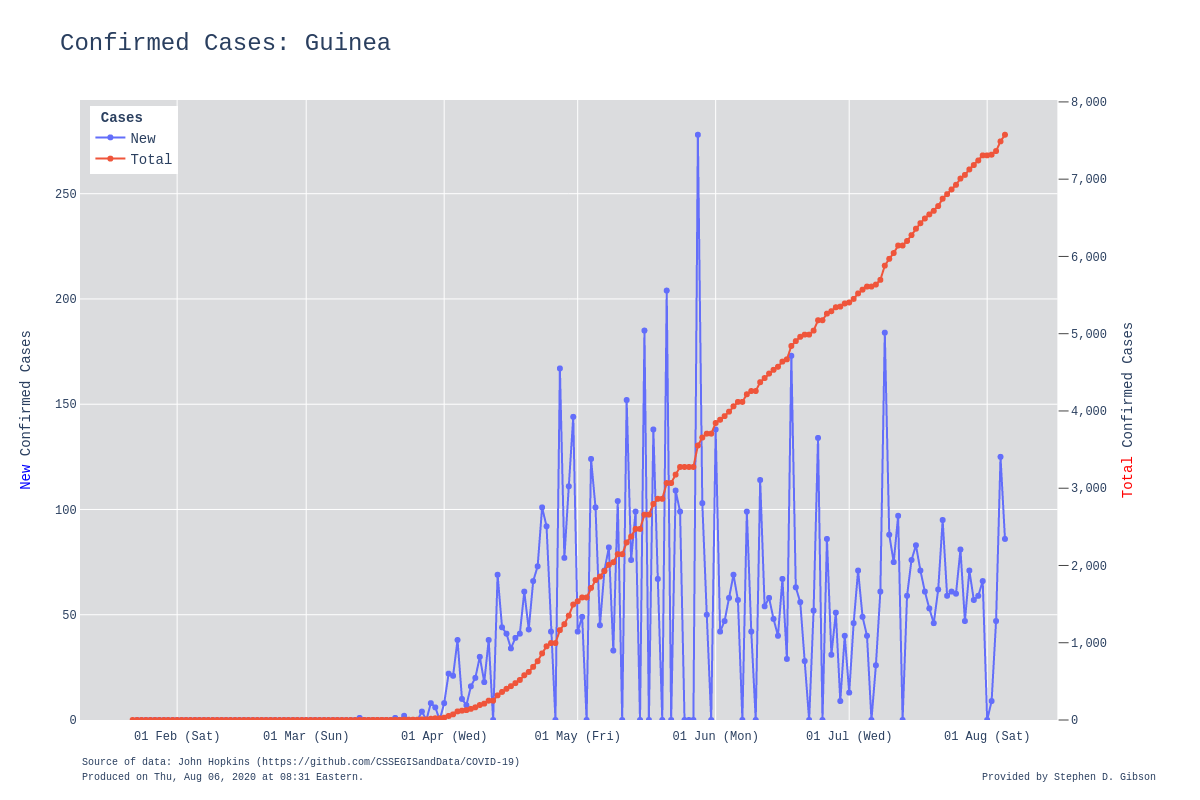 Confirmed Cases: Guinea
Cases
New
Total
250
200
150
100
50
0
8,000
7,000
6,000
5,000
4,000
3,000
2,000
1,000
0
New Confirmed Cases
Total Confirmed Cases
01 Feb (Sat)
01 Mar (Sun)
01 Apr (Wed)
01 May (Fri)
01 Jun (Mon)
01 Jul (Wed)
01 Aug (Sat)
Source of data: John Hopkins (https://github.com/CSSEGISandData/COVID-19)
Produced on Thu, Aug 06, 2020 at 08:31 Eastern.
Provided by Stephen D. Gibson